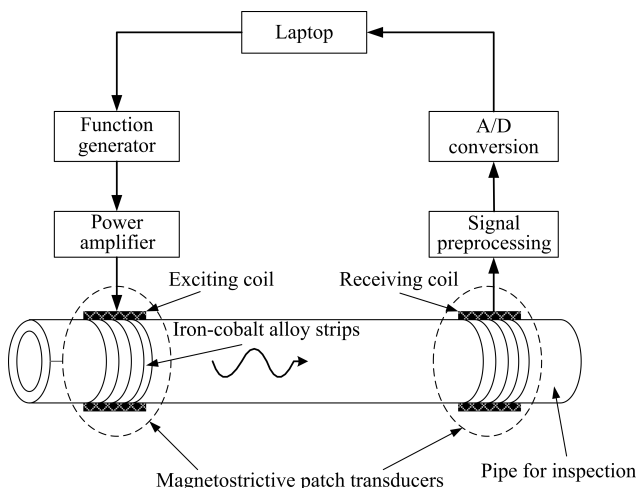 Laptop
Function
generator
A/D
conversion
Power
amplifier
Signal
preprocessing
Exciting coil
Receiving coil
Iron-cobalt alloy strips
Magnetostrictive patch transducers
Pipe for inspection